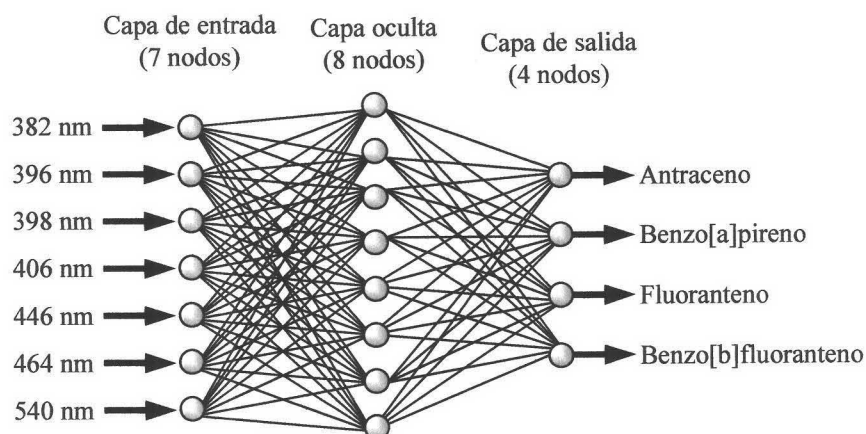 Capa de entrada
(7 nodos)
Capa oculta
(8 nodos)
Capa de salida
(4 nodos)
382 nm
396 nm
398 nm
406 nm
446 nm
464 nm
540 nm
Antraceno
Benzo[a]pireno
Fluoranteno
Benzo[b]fluoranteno